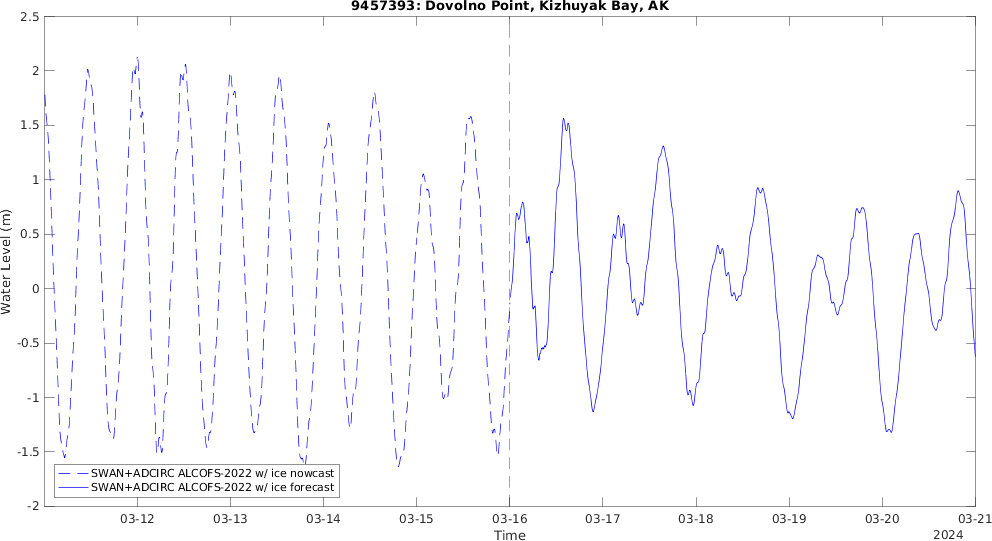 9457393: Dovolno Point, Kizhuyak Bay, AK
2.5
2
1.5
1
0.5
0
-0.5
-1
-1.5
-2
Water Level (m)
SWAN+ADCIRC ALCOFS-2022 w/ ice nowcast
SWAN+ADCIRC ALCOFS-2022 w/ ice forecast
03-12 03-13 03-14 03-15 03-16 03-17 03-18 03-19 03-20 03-21
Time
2024